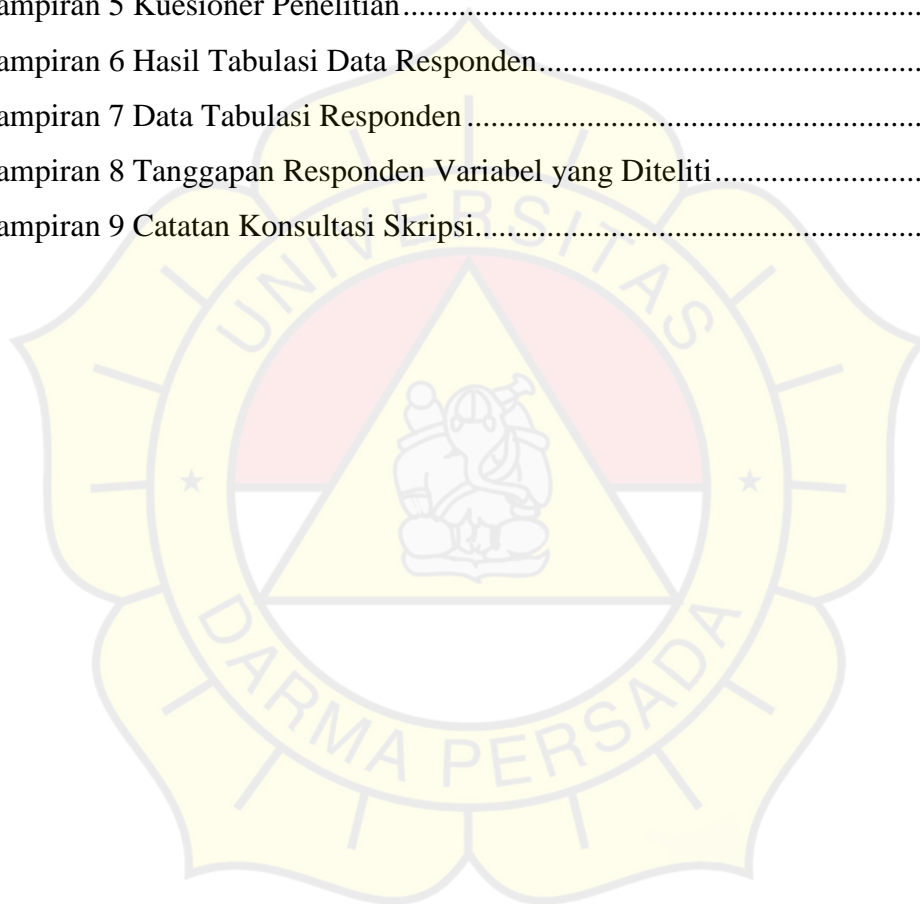 ampiran 5 Kuesioner Penelitian....................................................................
ampiran 6 Hasil Tabulasi Data Responden................................................
ampiran 7 Data Tabulasi Responden.........................................................
ampiran 8 Tanggapan Responden Variabel yang Diteliti..........................
ampiran 9 Catatan Konsultasi Skripsi.........................................................
UNIVERSITAS
DARMA PERSADA